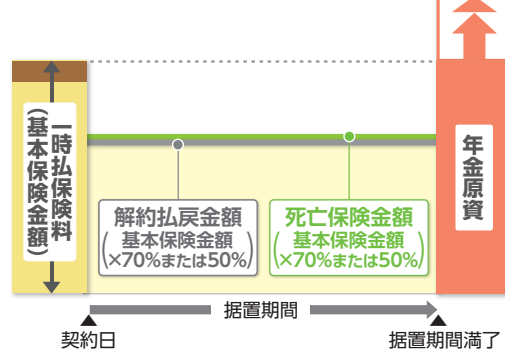 一時払保険料
(基本保険金額)
解約払戻金額
(基本保険金額
×70%または50%)
死亡保険金額
(基本保険金額
×70%または50%)
年金原資
据置期間
契約日
据置期間満了